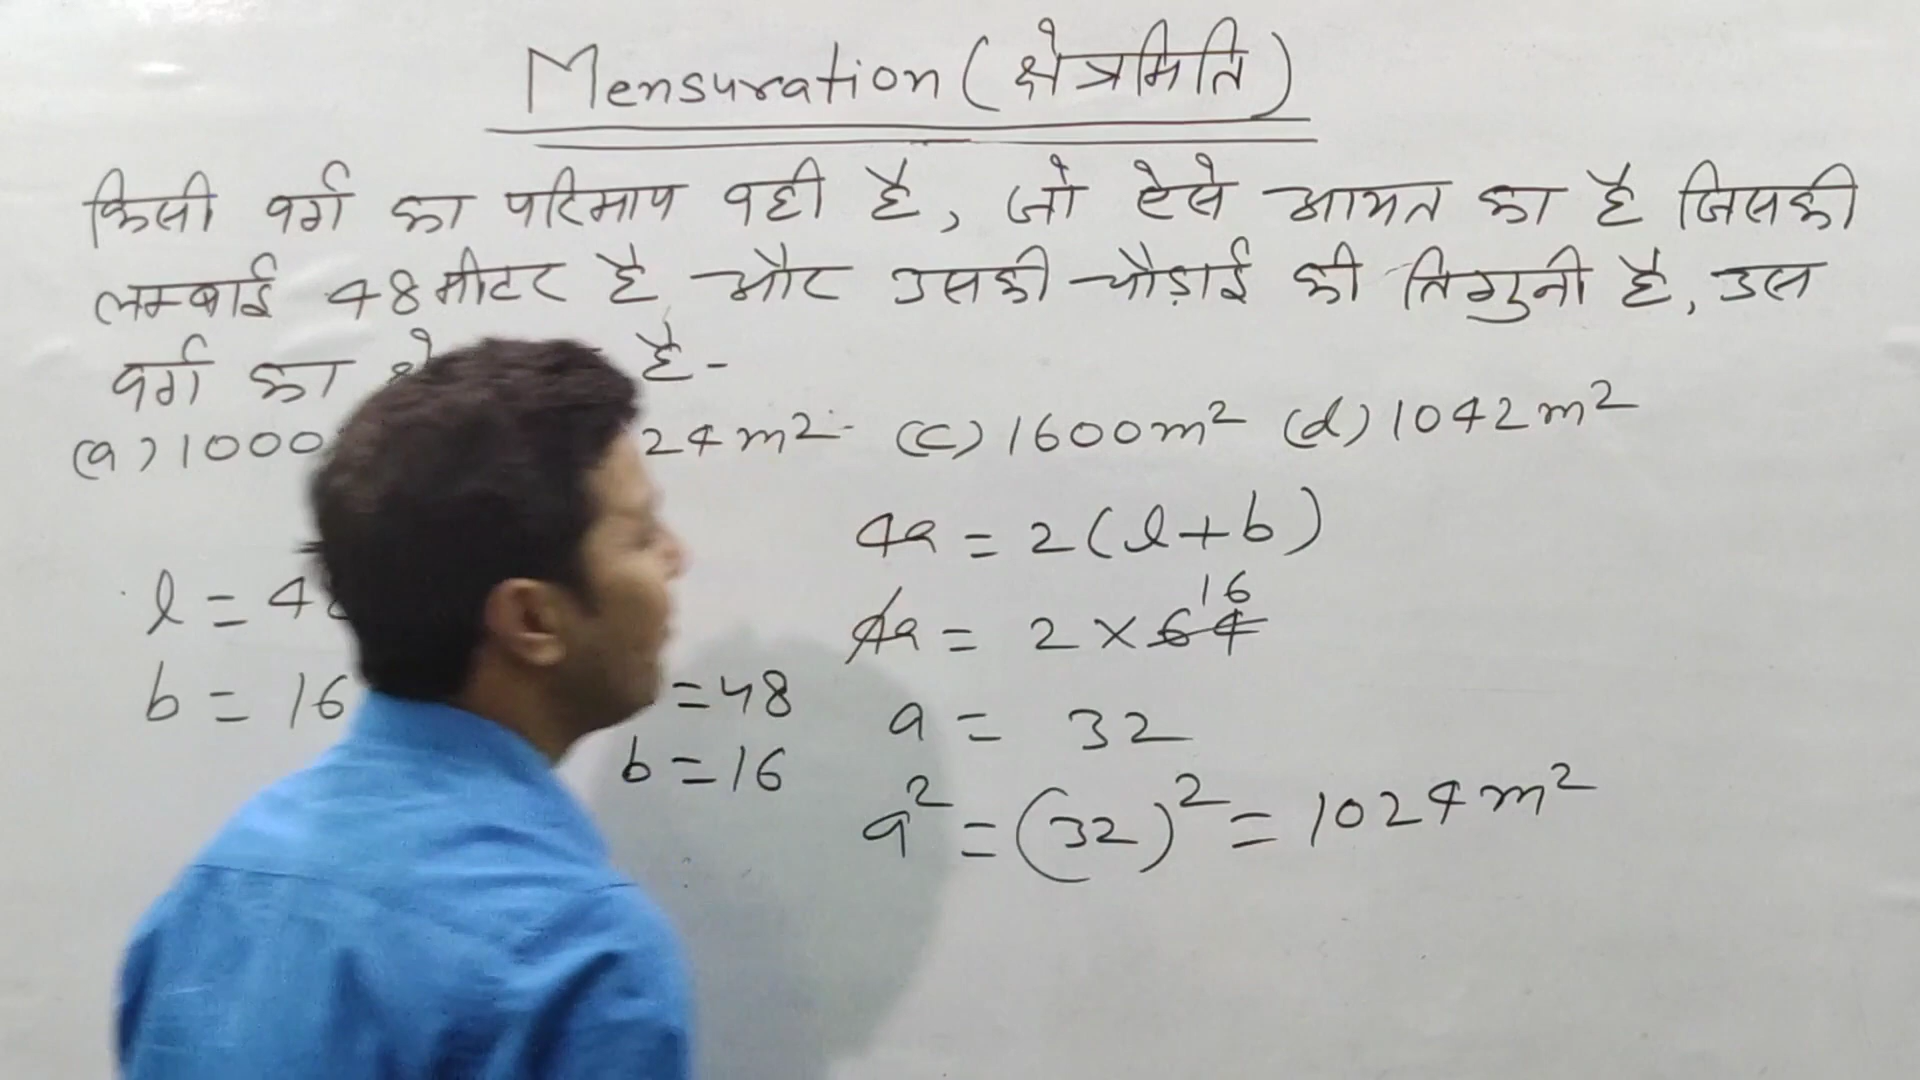 Mensuration (क्षेत्रमिति)
किसी वर्ग का परिमाप वही है, जो ऐसे आयत का है जिसकी
लम्बाई 48 मीटर है और उसकी चौड़ाई की तिगुनी है, उस
वर्ग का है-
(a) 1000 24 m² (c) 1600 m² (d) 1042 m²
4a = 2(l+b)
l = 4
16
4a = 2 × 64
b = 16
= 48
a = 32
b = 16
a² = (32)² = 1024 m²